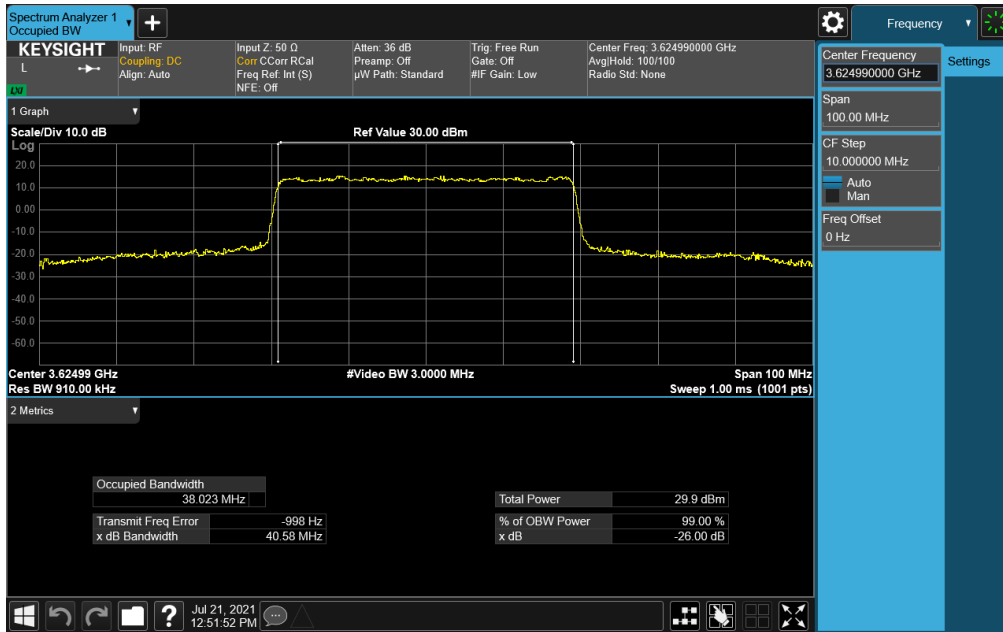 Spectrum Analyzer 1
Occupied BW
Frequency
KEYSIGHT
L
LXI
Input: RF
Coupling: DC
Align: Auto
Input Z: 50 Ω
Corr CCorr RCal
Freq Ref: Int (S)
NFE: Off
Atten: 36 dB
Preamp: Off
µW Path: Standard
Trig: Free Run
Gate: Off
#IF Gain: Low
Center Freq: 3.624990000 GHz
Avg|Hold: 100/100
Radio Std: None
Center Frequency
3.624990000 GHz
Settings
Span
100.00 MHz
CF Step
10.000000 MHz
Auto
Man
Freq Offset
0 Hz
1 Graph
Scale/Div 10.0 dB
Ref Value 30.00 dBm
Log
20.0
10.0
0.00
-10.0
-20.0
-30.0
-40.0
-50.0
-60.0
Center 3.62499 GHz
#Video BW 3.0000 MHz
Span 100 MHz
Res BW 910.00 kHz
Sweep 1.00 ms (1001 pts)
2 Metrics
Occupied Bandwidth
38.023 MHz
Total Power 29.9 dBm
Transmit Freq Error -998 Hz
% of OBW Power 99.00 %
x dB Bandwidth 40.58 MHz
x dB -26.00 dB
?
Jul 21, 2021
12:51:52 PM